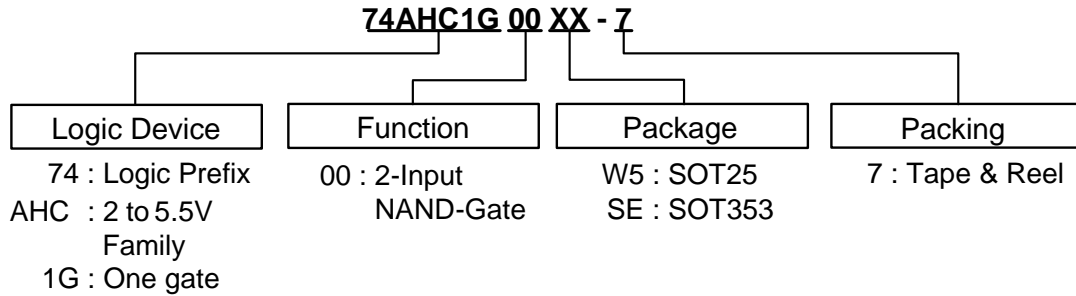 74AHC1G 00 XX - 7
Logic Device
74 : Logic Prefix
AHC : 2 to 5.5V
Family
1G : One gate
Function
00 : 2-Input
NAND-Gate
Package
W5 : SOT25
SE : SOT353
Packing
7 : Tape & Reel